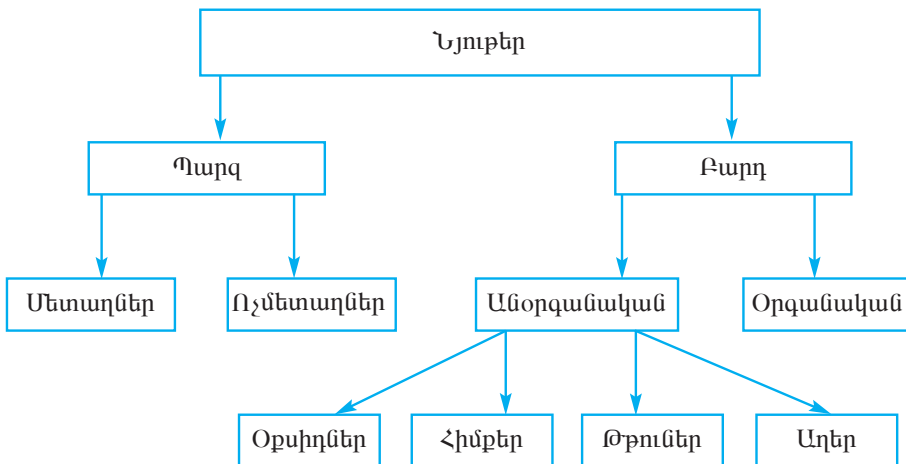 Նյութեր
Պարզ
Բարդ
Մետաղներ
Ոչմետաղներ
Անօրգանական
Օրգանական
Օքսիդներ
Հիմքեր
Թթուներ
Աղեր